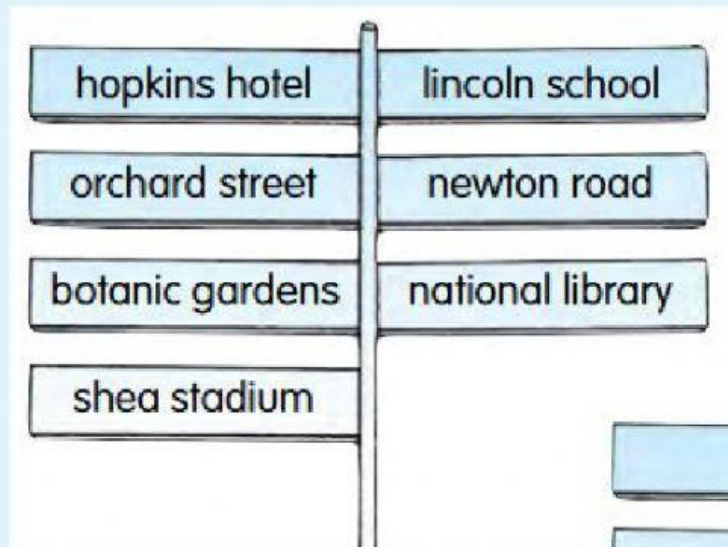 hopkins hotel
lincoln school
orchard street
newton road
botanic gardens
national library
shea stadium